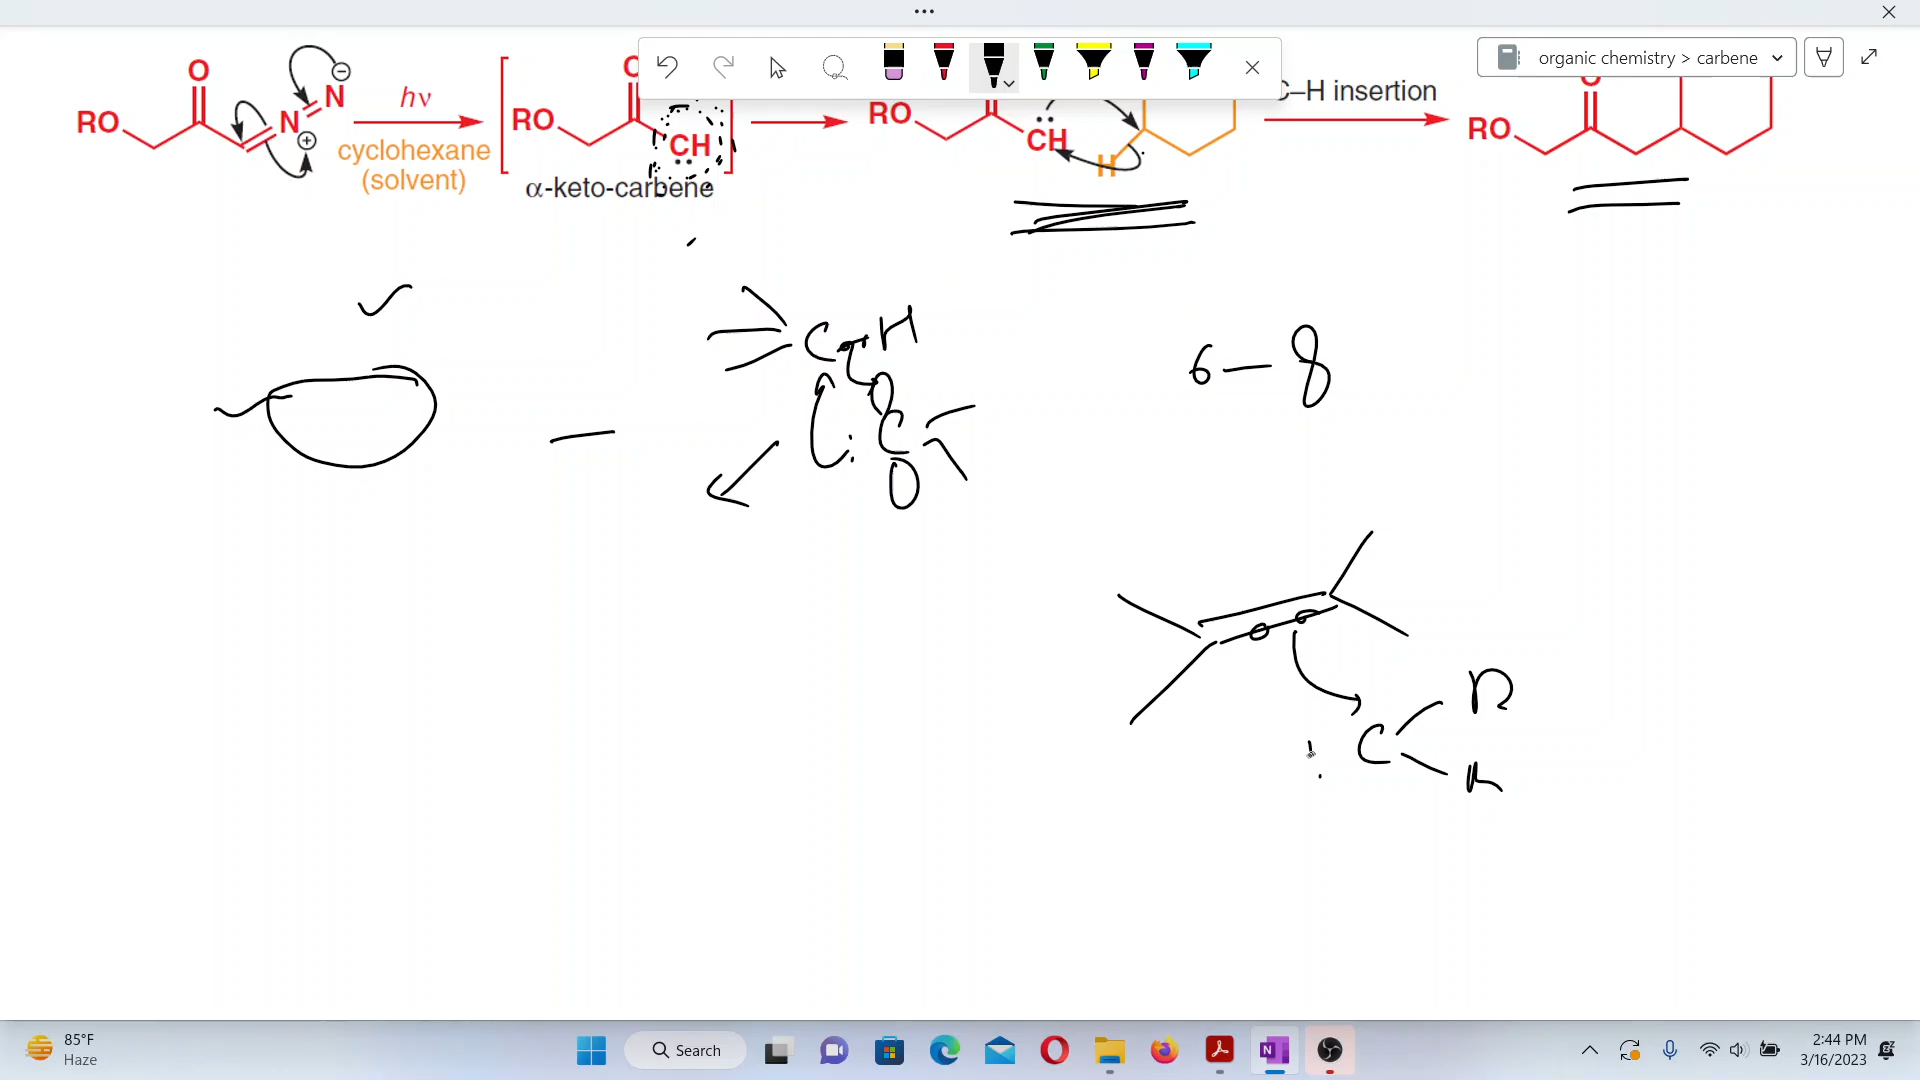 organic chemistry > carbene
RO O N N
hν
cyclohexane
(solvent)
RO CH
α-keto-carbene
RO CH H
C–H insertion
RO
C H
C
6 – 8
C R
R
85°F
Haze
Search
2:44 PM
3/16/2023